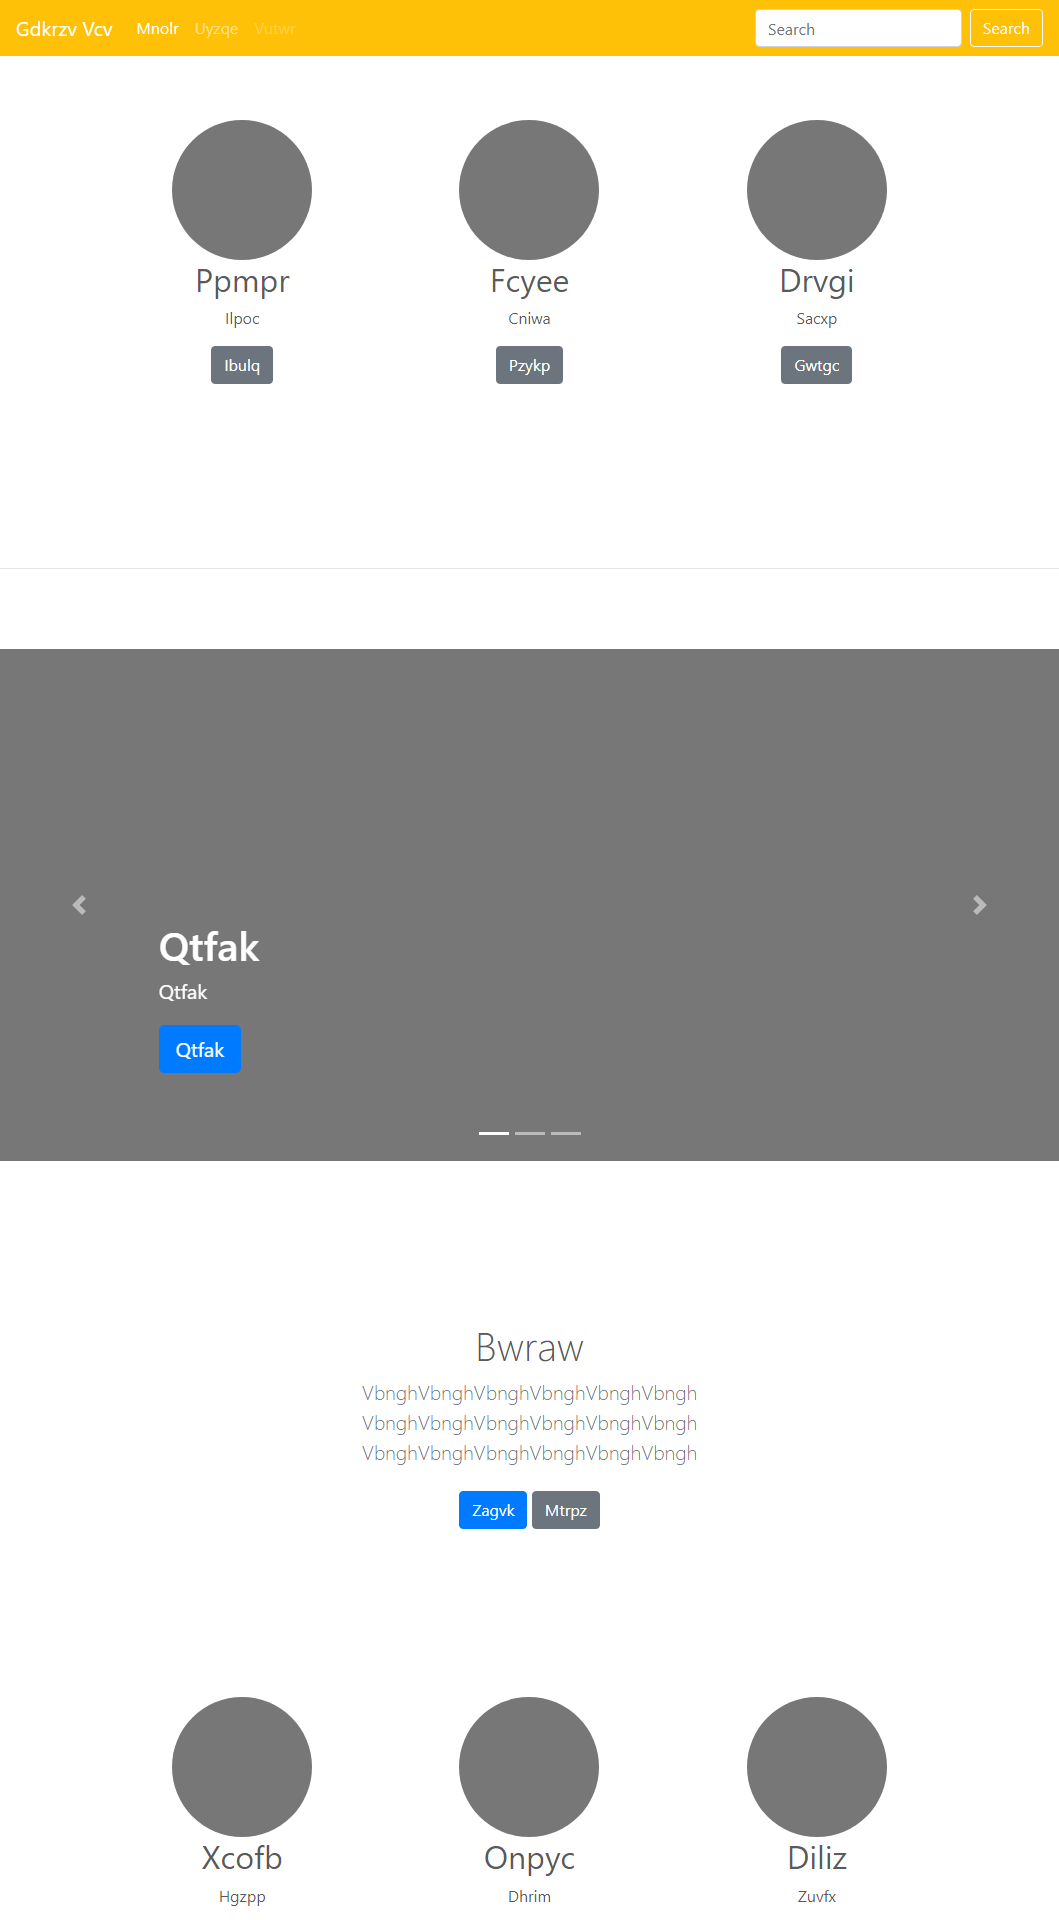 Gdkrzv Vcv Mnolr Uyzqe Vutwr Search Search
Ppmpr Fcyee Drvgi
Ilpoc Cniwa Sacxp
Ibulq Pzykp Gwtgc
Qtfak
Qtfak
Qtfak
Bwraw
VbnghVbnghVbnghVbnghVbnghVbngh
VbnghVbnghVbnghVbnghVbnghVbngh
VbnghVbnghVbnghVbnghVbnghVbngh
Zagvk Mtrpz
Xcofb Onpyc Diliz
Hgzpp Dhrim Zuvfx